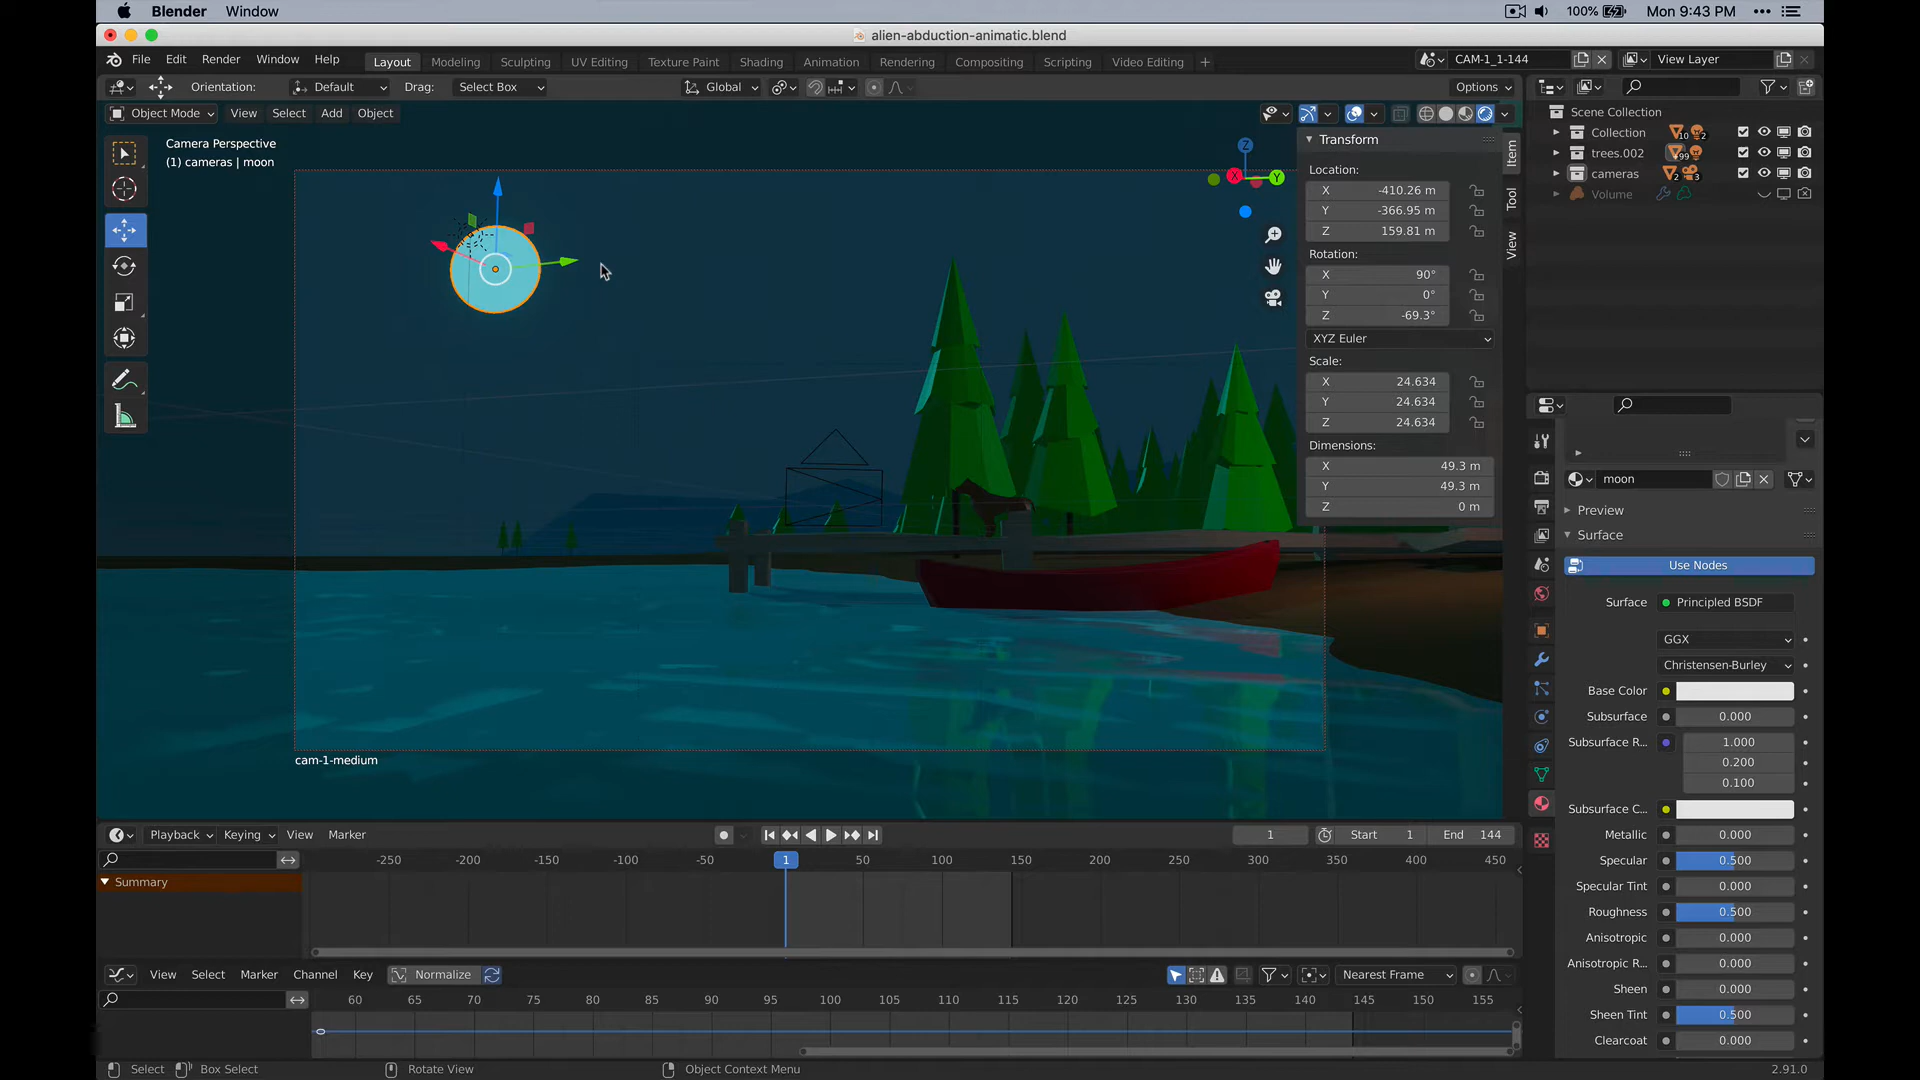 Blender Window 100% Mon 9:43 PM
alien-abduction-animatic.blend
File Edit Render Window Help Layout Modeling Sculpting UV Editing Texture Paint Shading Animation Rendering Compositing Scripting Video Editing + CAM-1_1-144 View Layer
Orientation: Default Drag: Select Box Global Options
Object Mode View Select Add Object
Camera Perspective
(1) cameras | moon
Z
X
Y
Transform
Location:
X -410.26 m
Y -366.95 m
Z 159.81 m
Rotation:
X 90°
Y 0°
Z -69.3°
XYZ Euler
Scale:
X 24.634
Y 24.634
Z 24.634
Dimensions:
X 49.3 m
Y 49.3 m
Z 0 m
Item
Tool
View
Scene Collection
Collection 10 2
trees.002 99
cameras 2 3
Volume
moon
Preview
Surface
Use Nodes
Surface Principled BSDF
GGX
Christensen-Burley
Base Color
Subsurface 0.000
Subsurface R... 1.000
0.200
0.100
Subsurface C...
Metallic 0.000
Specular 0.500
Specular Tint 0.000
Roughness 0.500
Anisotropic 0.000
Anisotropic R... 0.000
Sheen 0.000
Sheen Tint 0.500
Clearcoat 0.000
cam-1-medium
Playback Keying View Marker 1 Start 1 End 144
-250 -200 -150 -100 -50 1 50 100 150 200 250 300 350 400 450
Summary
View Select Marker Channel Key Normalize Nearest Frame
60 65 70 75 80 85 90 95 100 105 110 115 120 125 130 135 140 145 150 155
Select Box Select Rotate View Object Context Menu 2.91.0